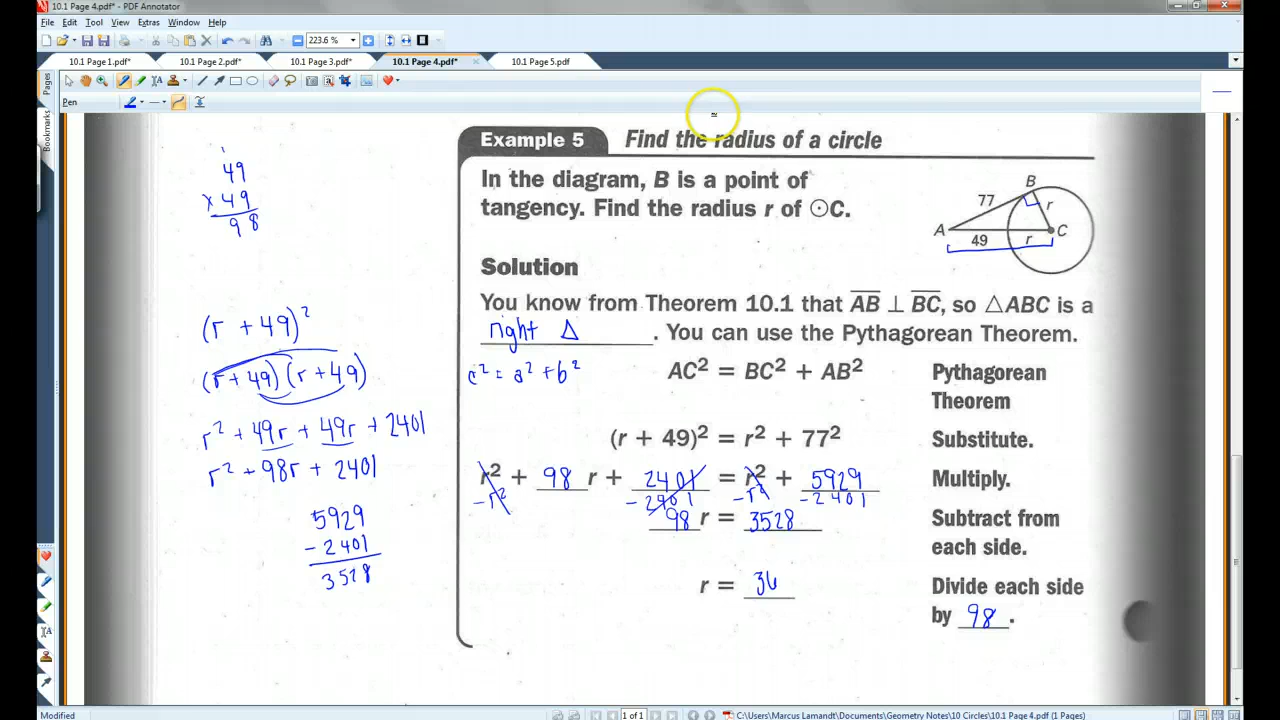 10.1 Page 4.pdf* - PDF Annotator
File Edit Tool View Extras Window Help
223.6 %
10.1 Page 1.pdf* 10.1 Page 2.pdf* 10.1 Page 3.pdf* 10.1 Page 4.pdf* × 10.1 Page 5.pdf
Pages
Bookmarks
Pen
Example 5 Find the radius of a circle
In the diagram, B is a point of
tangency. Find the radius r of ⊙C.
B
77
r
A
C
49
r
Solution
You know from Theorem 10.1 that AB ⊥ BC, so △ABC is a
right △. You can use the Pythagorean Theorem.
c² = a² + b² AC² = BC² + AB² Pythagorean
Theorem
(r + 49)² = r² + 77² Substitute.
r² + 98 r + 2401 = r² + 5929 Multiply.
- r² - 2401 - r² - 2401
98 r = 3528 Subtract from
each side.
r = 36 Divide each side
by 98.
49
× 49
98
(r + 49)²
(r + 49)(r + 49)
r² + 49r + 49r + 2401
r² + 98r + 2401
5929
- 2401
3528
Modified
1 of 1
C:\Users\Marcus Lamandt\Documents\Geometry Notes\10 Circles\10.1 Page 4.pdf (1 Pages)